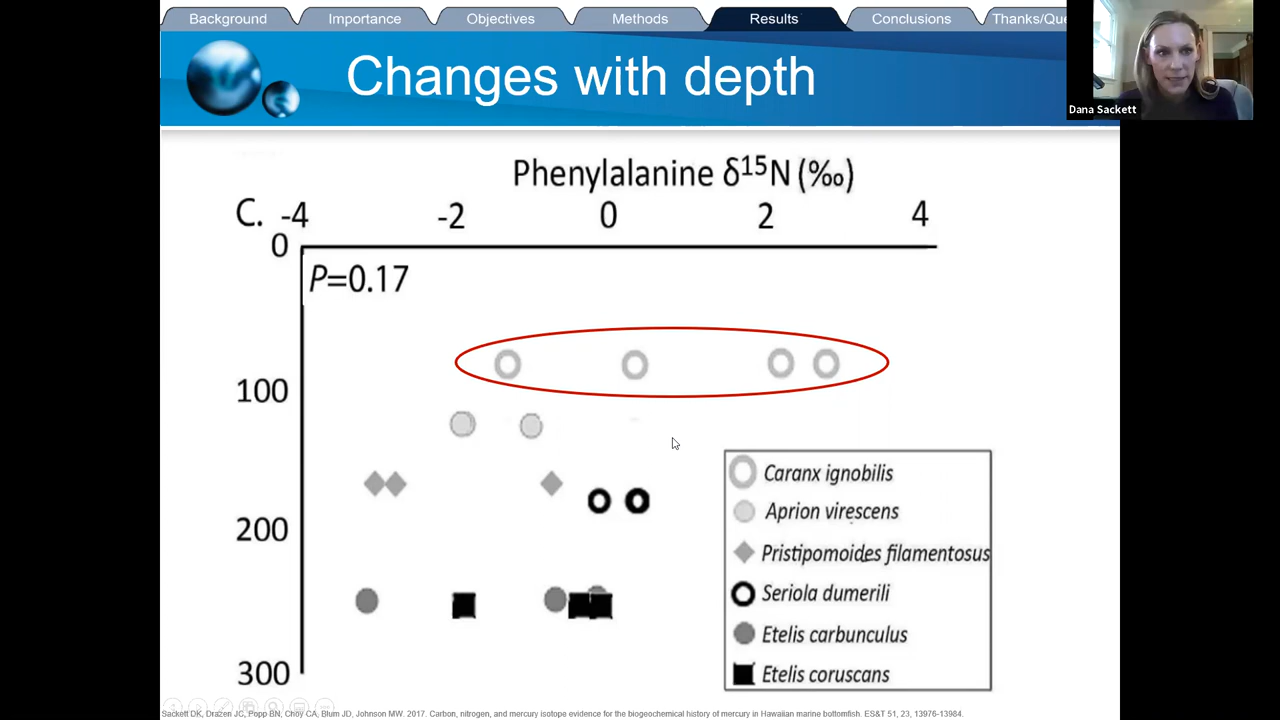 Background Importance Objectives Methods Results Conclusions Thanks/Que
Changes with depth
Dana Sackett
Phenylalanine δ15N (‰)
C. -4 -2 0 2 4
0
P=0.17
100
200
300
Caranx ignobilis
Aprion virescens
Pristipomoides filamentosus
Seriola dumerili
Etelis carbunculus
Etelis coruscans
Sackett DK, Drazen JC, Popp BN, Choy CA, Blum JD, Johnson MW. 2017. Carbon, nitrogen, and mercury isotope evidence for the biogeochemical history of mercury in Hawaiian marine bottomfish. ES&T 51, 23, 13976-13984.